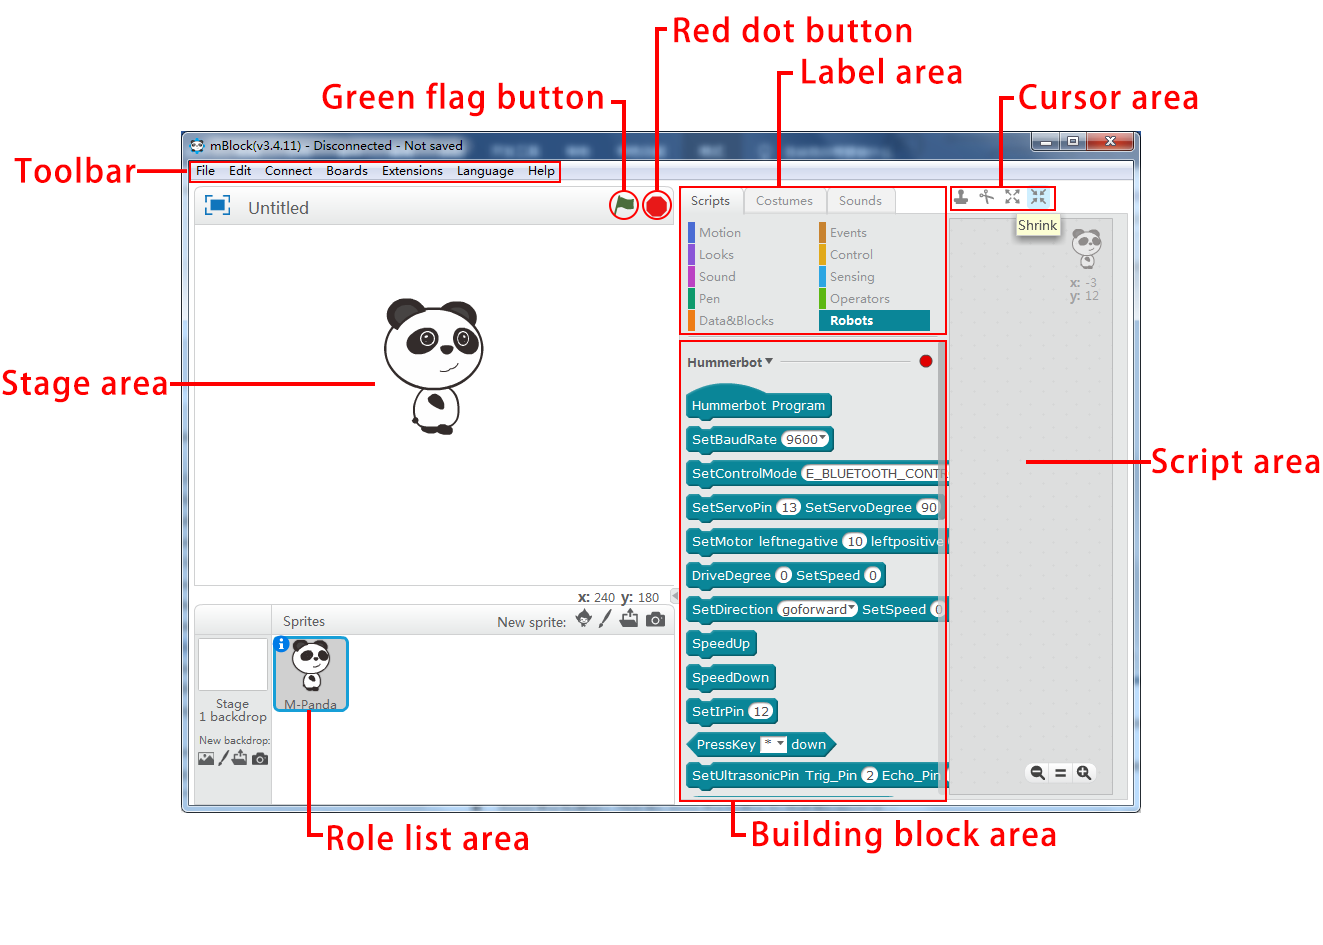 Red dot button
Label area
Green flag button
Cursor area
mBlock(v3.4.11) - Disconnected - Not saved
Toolbar
File Edit Connect Boards Extensions Language Help
Untitled
Scripts Costumes Sounds
Shrink
Motion Events
Looks Control
Sound Sensing
Pen Operators
Data&Blocks Robots
x: -3
y: 12
Hummerbot
Stage area
Hummerbot Program
SetBaudRate 9600
SetControlMode E_BLUETOOTH_CONT
Script area
SetServoPin 13 SetServoDegree 90
SetMotor leftnegative 10 leftpositive
DriveDegree 0 SetSpeed 0
x: 240 y: 180
SetDirection goforward SetSpeed 0
Sprites New sprite:
SpeedUp
SpeedDown
M-Panda
Stage
1 backdrop
SetIrPin 12
New backdrop:
PressKey * down
SetUltrasonicPin Trig_Pin 2 Echo_Pin
Role list area
Building block area